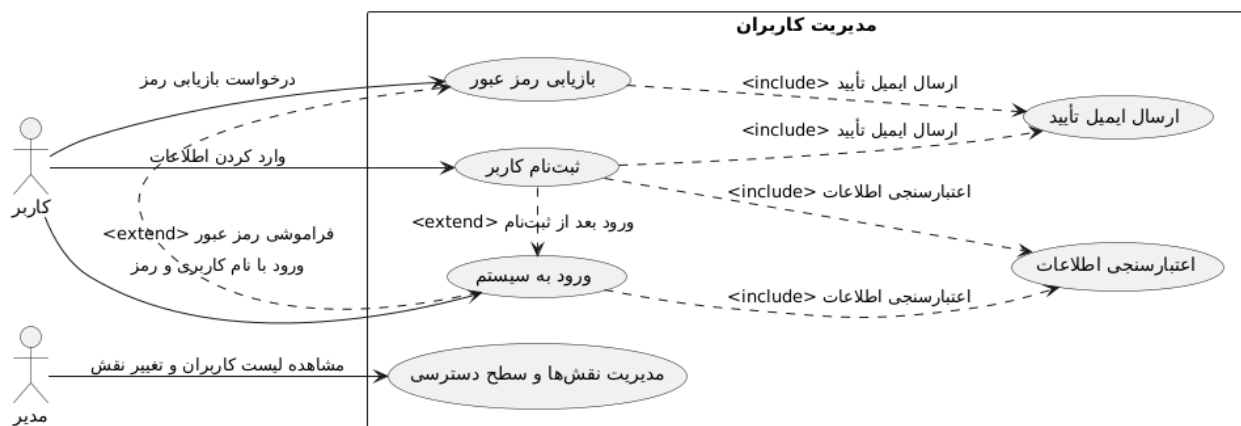 مدیریت کاربران
درخواست بازیابی رمز
بازیابی رمز عبور
<include> ارسال ایمیل تأیید
ارسال ایمیل تأیید
<include> ارسال ایمیل تأیید
وارد کردن اطلاعات
ثبت‌نام کاربر
<include> اعتبارسنجی اطلاعات
کاربر
<extend> ورود بعد از ثبت‌نام
<extend> فراموشی رمز عبور
ورود با نام کاربری و رمز
ورود به سیستم
اعتبارسنجی اطلاعات
<include> اعتبارسنجی اطلاعات
مشاهده لیست کاربران و تغییر نقش
مدیریت نقش‌ها و سطح دسترسی
مدیر